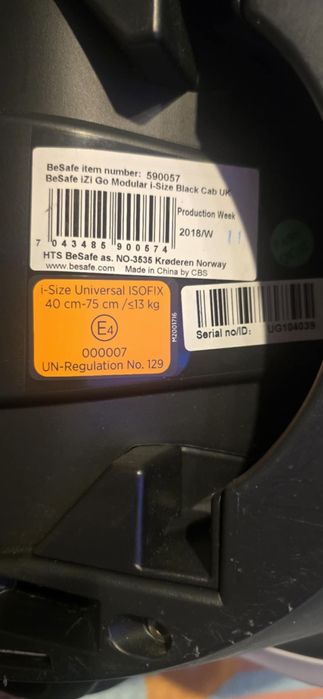 BeSafe item number: 590057
BeSafe iZi Go Modular i-Size Black Cab UK
Production Week
2018/W 11
7 043485 900574
HTS BeSafe as. NO-3535 Krøderen Norway
www.besafe.com Made in China by CBS
i-Size Universal ISOFIX
40 cm-75 cm /≤13 kg
E4
000007
UN-Regulation No. 129
M2001716
Serial no/ID: UG104039